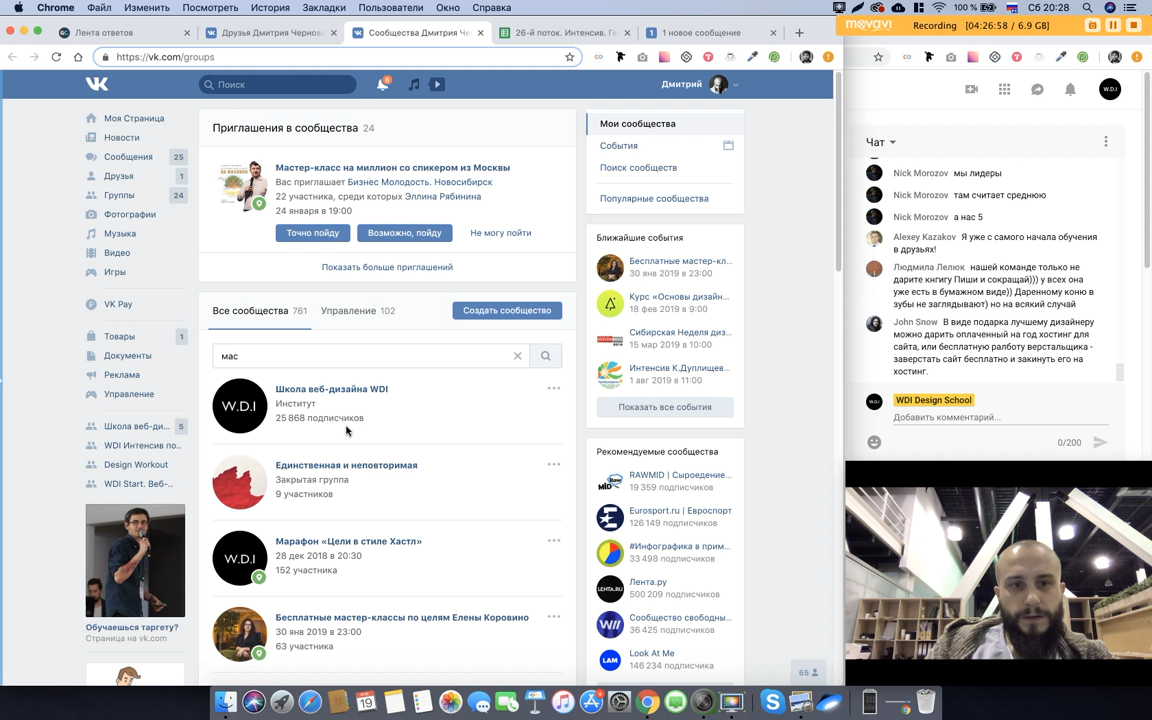 Chrome Файл Изменить Посмотреть История Закладки Пользователи Окно Справка
100 % Сб 20:28
movavi Recording (04:26:58 / 6.9 GB)
Лента ответов
Друзья Дмитрия Чернов
Сообщества Дмитрия Че
26-й поток. Интенсив. Г
1 новое сообщение
https://vk.com/groups
Поиск
6
Дмитрий
W.D.I
Моя Страница
Новости
Сообщения 25
Друзья 1
Группы 24
Фотографии
Музыка
Видео
Игры
VK Pay
Товары 1
Документы
Реклама
Управление
Школа веб-ди... 5
WDI Интенсив по..
Design Workout
WDI Start. Веб-..
Обучаешься таргету?
Страница на vk.com
Приглашения в сообщества 24
Мастер-класс на миллион со спикером из Москвы
Вас приглашает Бизнес Молодость. Новосибирск
22 участника, среди которых Эллина Рябинина
24 января в 19:00
Точно пойду Возможно, пойду Не могу пойти
Показать больше приглашений
Все сообщества 761 Управление 102 Создать сообщество
мас
W.D.I
Школа веб-дизайна WDI
Институт
25 868 подписчиков
Единственная и неповторимая
Закрытая группа
9 участников
W.D.I
Марафон «Цели в стиле Хастл»
28 дек 2018 в 20:30
152 участника
Бесплатные мастер-классы по целям Елены Коровино
30 янв 2019 в 23:00
63 участника
Мои сообщества
События
Поиск сообществ
Популярные сообщества
Ближайшие события
Бесплатные мастер-кл...
30 янв 2019 в 23:00
Курс «Основы дизайн...
18 фев 2019 в 9:00
Сибирская Неделя диз...
15 мар 2019 в 10:00
Интенсив К.Дуплищев...
1 авг 2019 в 11:00
Показать все события
Рекомендуемые сообщества
RAWMID | Сыроедение...
19 359 подписчиков
Eurosport.ru | Евроспорт
126 149 подписчиков
#Инфографика в прим...
33 498 подписчиков
Лента.ру
500 209 подписчиков
Сообщество свободны...
36 425 подписчиков
LAM
Look At Me
146 234 подписчика
65
Чат
Nick Morozov мы лидеры
Nick Morozov там считает среднюю
Nick Morozov а нас 5
Alexey Kazakov Я уже с самого начала обучения
в друзьях!
Людмила Лелюк нашей команде только не
дарите кнгигу Пиши и сокращай))) у всех она
уже есть в бумажном виде)) Даренному коню в
зубы не заглядывают) но на всякий случай
John Snow В виде подарка лучшему дизайнеру
можно дарить оплаченный на год хостинг для
сайта, или бесплатную ралботу верстальщика -
заверстать сайт бесплатно и закинуть его на
хостинг.
WDI Design School
Добавить комментарий...
0/200